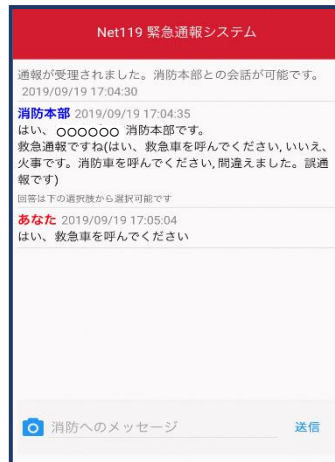 Net119 緊急通報システム
通報が受理されました。消防本部との会話が可能です。
2019/09/19 17:04:30
消防本部 2019/09/19 17:04:35
はい、○○○○○○ 消防本部です。
救急通報ですね(はい、救急車を呼んでください, いいえ、
火事です。消防車を呼んでください, 間違えました。誤通
報です)
回答は下の選択肢から選択可能です
あなた 2019/09/19 17:05:04
はい、救急車を呼んでください
消防へのメッセージ 送信